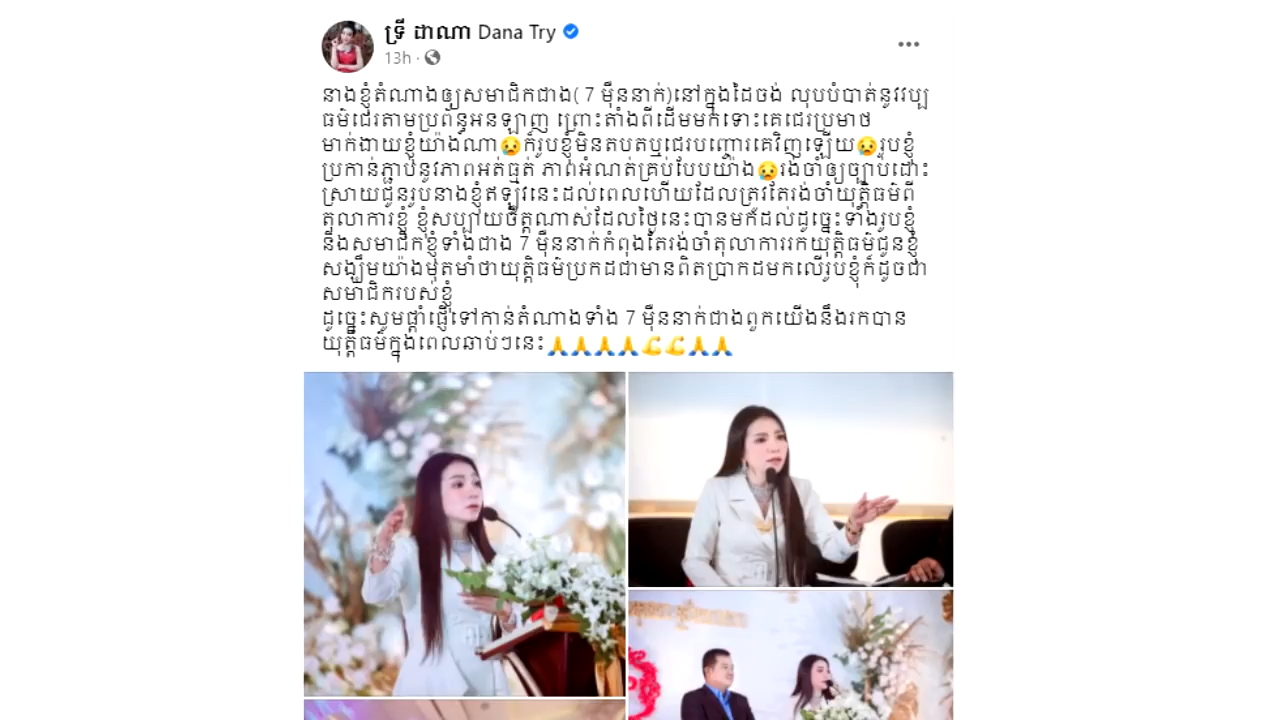 ទ្រី ដាណា Dana Try
13h ·
នាងខ្ញុំតំណាងឲ្យសមាជិកជាង( 7 ម៉ឺននាក់)នៅក្នុងដៃចង់ លុបបំបាត់នូវវប្ប
ធម៌ជេរតាមប្រព័ន្ធអនឡាញ ព្រោះតាំងពីដើមមកទោះគេជេរប្រមាថ
មាក់ងាយខ្ញុំយ៉ាងណា😥ក៏រូបខ្ញុំមិនតបតឬជេរបញ្ចោរគេវិញឡើយ😥រូបខ្ញុំ
ប្រកាន់ភ្ជាប់នូវភាពអត់ធ្មត់ ភាពអំណត់គ្រប់បែបយ៉ាង😥រង់ចាំឲ្យច្បាប់ដោះ
ស្រាយជូនរូបនាងខ្ញុំឥឡូវនេះដល់ពេលហើយដែលត្រូវតែរង់ចាំយុត្តិធម៌ពី
តុលាការខ្ញុំ ខ្ញុំសប្បាយចិត្តណាស់ដែលថ្ងៃនេះបានមកដល់ដូច្នេះទាំងរូបខ្ញុំ
និងសមាជិកខ្ញុំទាំងជាង 7 ម៉ឺននាក់កំពុងតែរង់ចាំតុលាការរកយុត្តិធម៌ជូនខ្ញុំ
សង្ឃឹមយ៉ាងមុតមាំថាយុត្តិធម៌ប្រកដជាមានពិតប្រាកដមកលើរូបខ្ញុំក៏ដូចជា
សមាជិករបស់ខ្ញុំ
ដូច្នេះសូមផ្តាំផ្ញើទៅកាន់តំណាងទាំង 7 ម៉ឺននាក់ជាងពួកយើងនឹងរកបាន
យុត្តិធម៌ក្នុងពេលឆាប់ៗនេះ🙏🙏🙏🙏💪💪🙏🙏